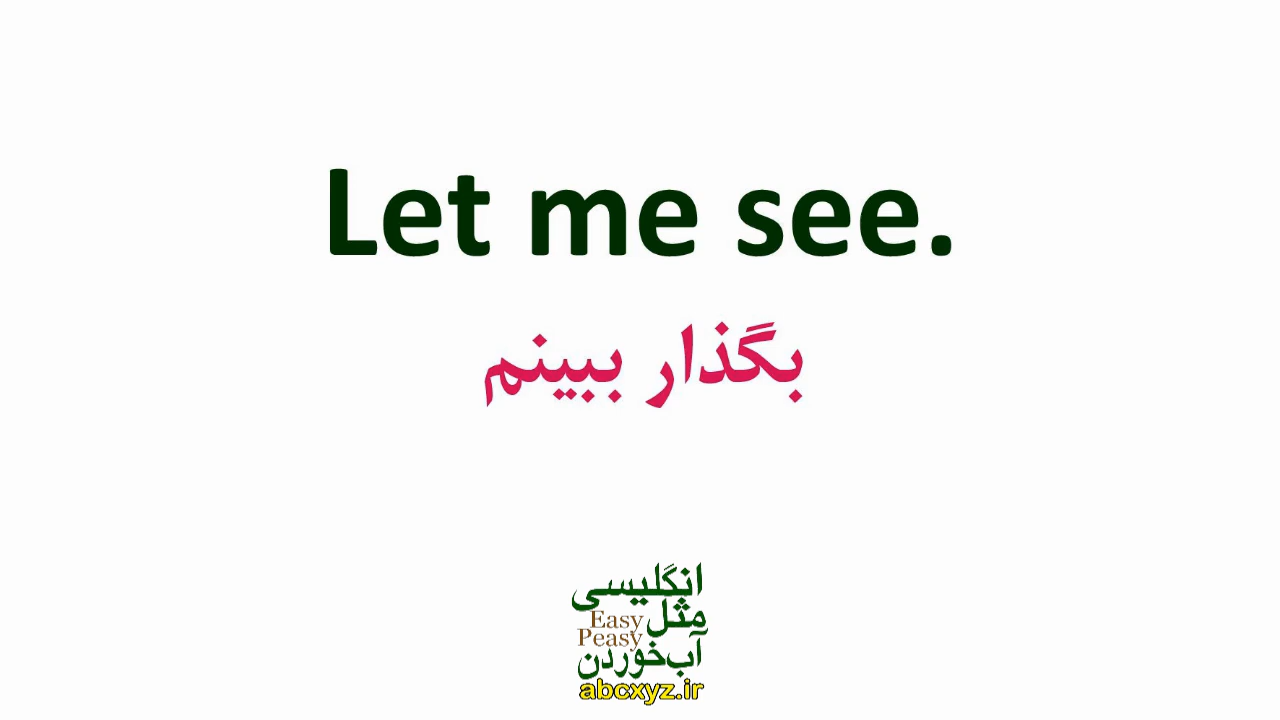 Let me see.
بگذار ببینم
انگلیسی
مثل
Easy
Peasy
آب‌خوردن
abcxyz.ir